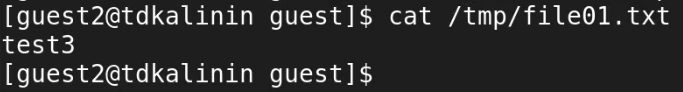 [guest2@tdkalinin guest]$ cat /tmp/file01.txt
test3
[guest2@tdkalinin guest]$